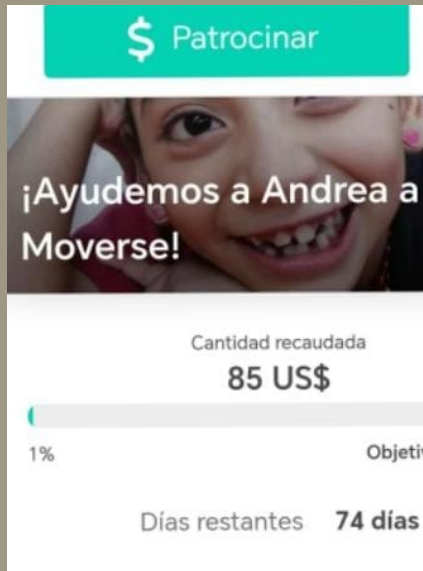 $ Patrocinar
¡Ayudemos a Andrea a
Moverse!
Cantidad recaudada
85 US$
1%
Días restantes 74 días